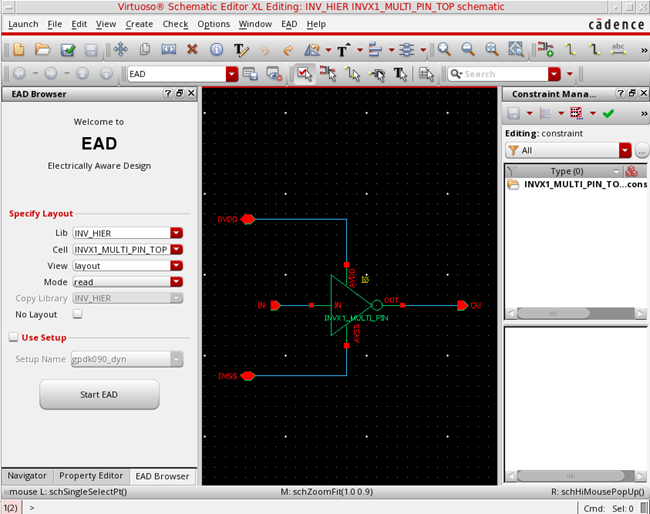 Virtuoso® Schematic Editor XL Editing: INV_HIER INVX1_MULTI_PIN_TOP schematic
Launch File Edit View Create Check Options Window EAD Help
cādence
abc
EAD
Search
EAD Browser
Welcome to
EAD
Electrically Aware Design
Specify Layout
Lib INV_HIER
Cell INVX1_MULTI_PIN_TOP
View layout
Mode read
Copy Library INV_HIER
No Layout
Use Setup
Setup Name gpdk090_dyn
Start EAD
Navigator Property Editor EAD Browser
DVDD
AVDD
IN
IN
OUT
OU
INVX1_MULTI_PIN
DVSS
Constraint Mana...
Editing: constraint
All
Type (0)
INVX1_MULTI_PIN_TO...cons
mouse L: schSingleSelectPt() M: schZoomFit(1.0 0.9) R: schHiMousePopUp()
1(2) > Cmd: Sel: 0